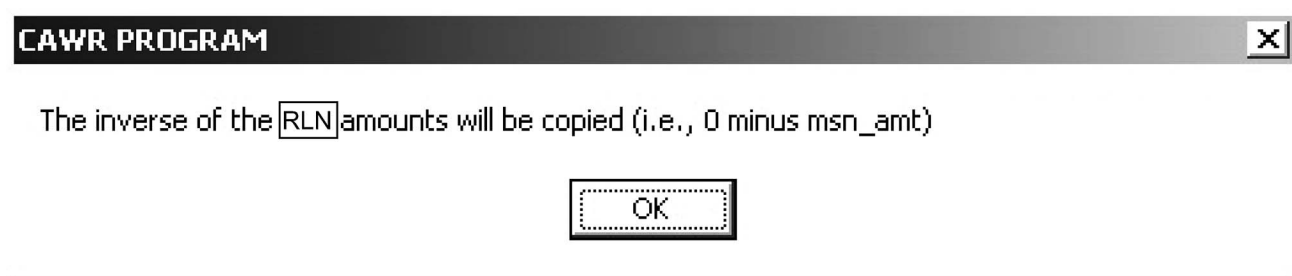 CAWR PROGRAM
The inverse of the RLN amounts will be copied (i.e., 0 minus msn_amt)
OK